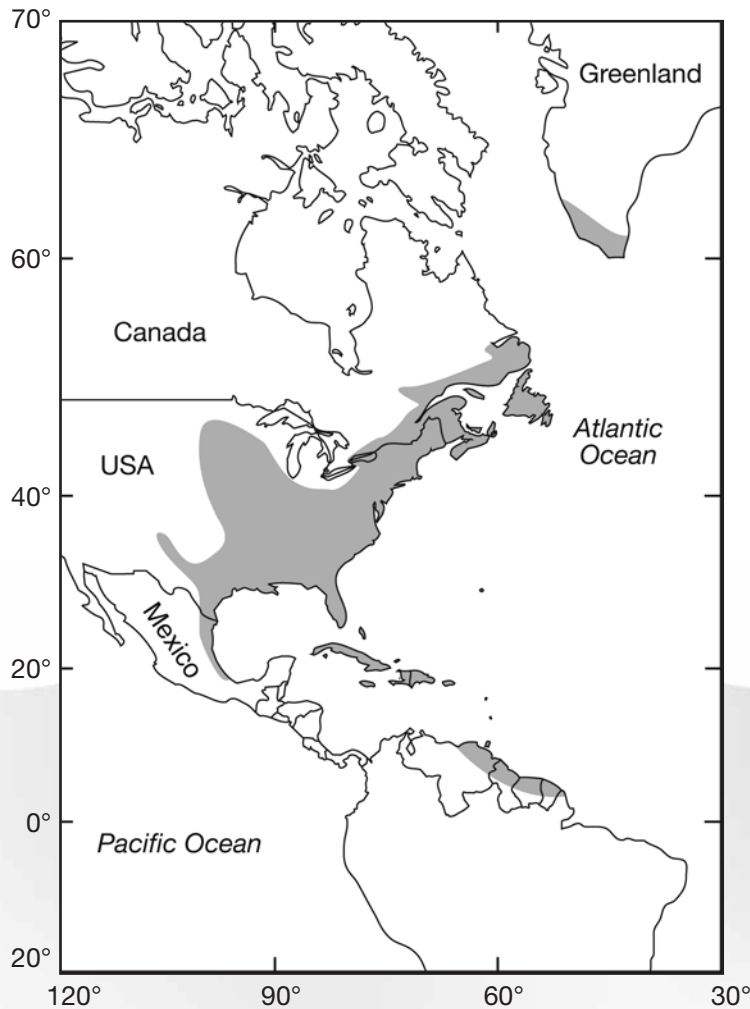 70°
Greenland
60°
Canada
Atlantic
Ocean
USA
40°
Mexico
20°
0°
Pacific Ocean
20°
120°
90°
60°
30°